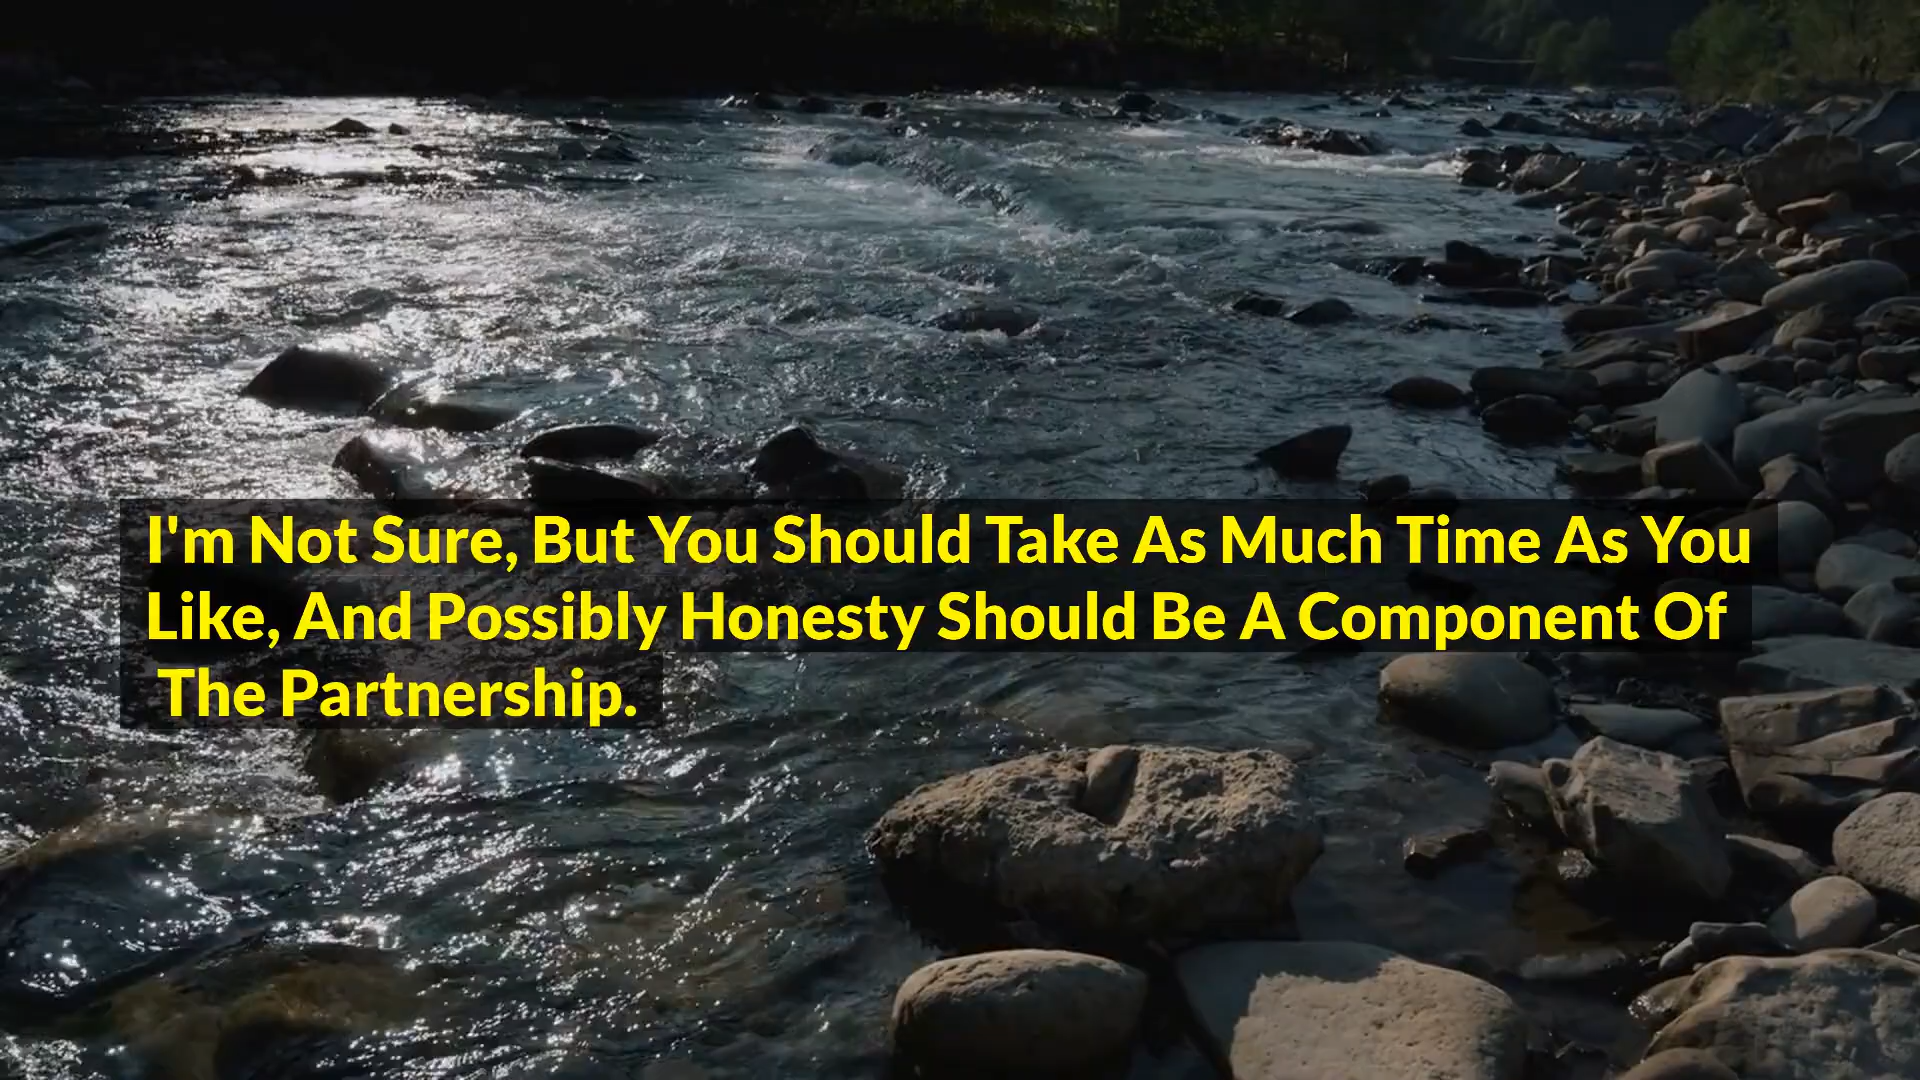 I'm Not Sure, But You Should Take As Much Time As You
Like, And Possibly Honesty Should Be A Component Of
The Partnership.